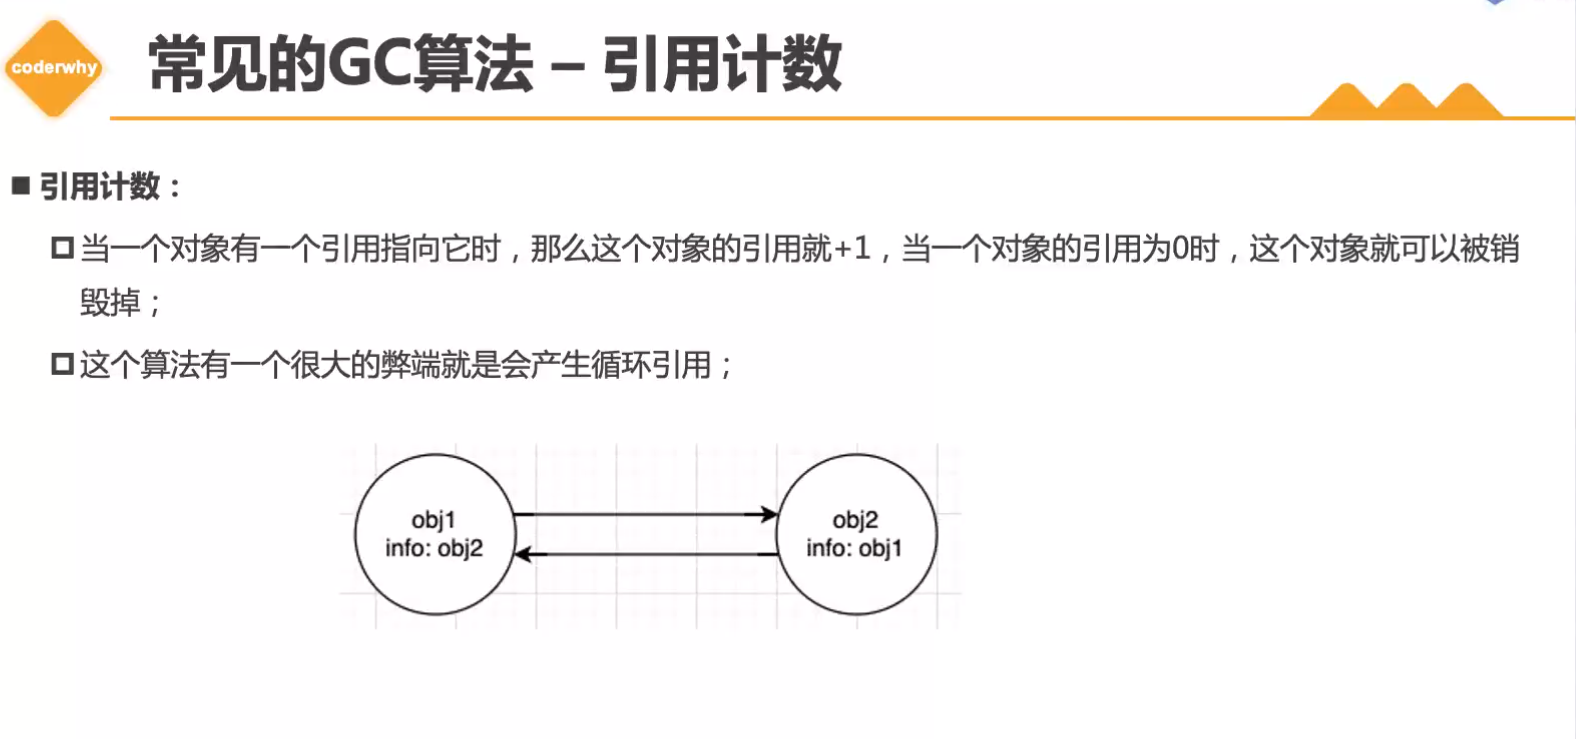 coderwhy
常见的GC算法 – 引用计数
■ 引用计数：
当一个对象有一个引用指向它时，那么这个对象的引用就+1，当一个对象的引用为0时，这个对象就可以被销
毁掉；
这个算法有一个很大的弊端就是会产生循环引用；
obj1
info: obj2
obj2
info: obj1